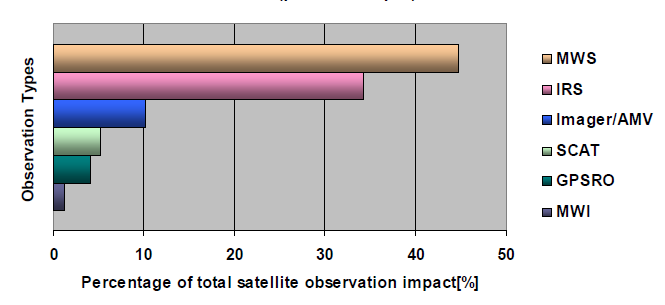 Observation Types
MWS
IRS
Imager/AMV
SCAT
GPSRO
MWI
0 10 20 30 40 50
Percentage of total satellite observation impact[%]